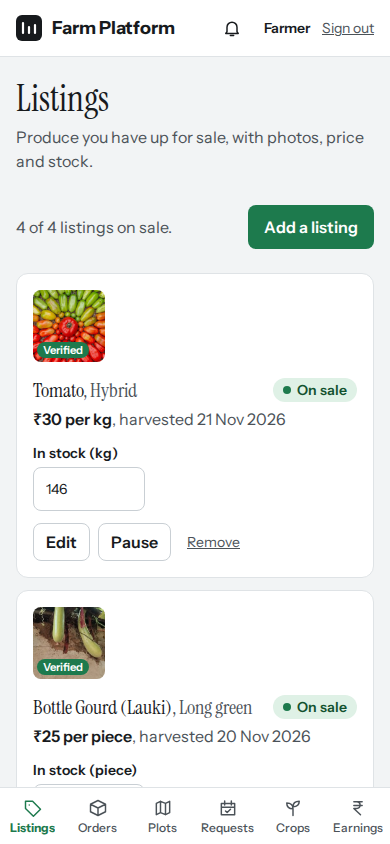 Farm Platform
Farmer
Sign out
Listings
Produce you have up for sale, with photos, price
and stock.
4 of 4 listings on sale.
Add a listing
Verified
Tomato, Hybrid
On sale
₹30 per kg, harvested 21 Nov 2026
In stock (kg)
146
Edit
Pause
Remove
Verified
Bottle Gourd (Lauki), Long green
On sale
₹25 per piece, harvested 20 Nov 2026
In stock (piece)
Listings
Orders
Plots
Requests
Crops
Earnings